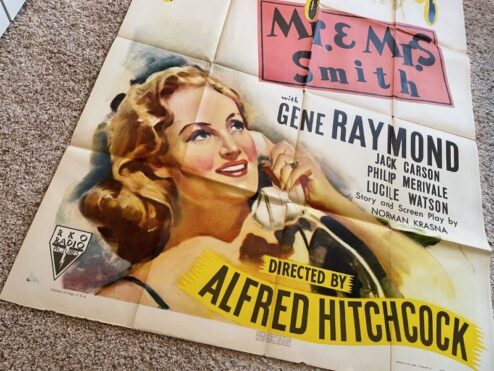 Mr. & Mrs.
Smith
with
GENE RAYMOND
JACK CARSON
PHILIP MERIVALE
LUCILE WATSON
Story and Screen Play by
NORMAN KRASNA
RKO
RADIO
PICTURES
DIRECTED BY
ALFRED HITCHCOCK